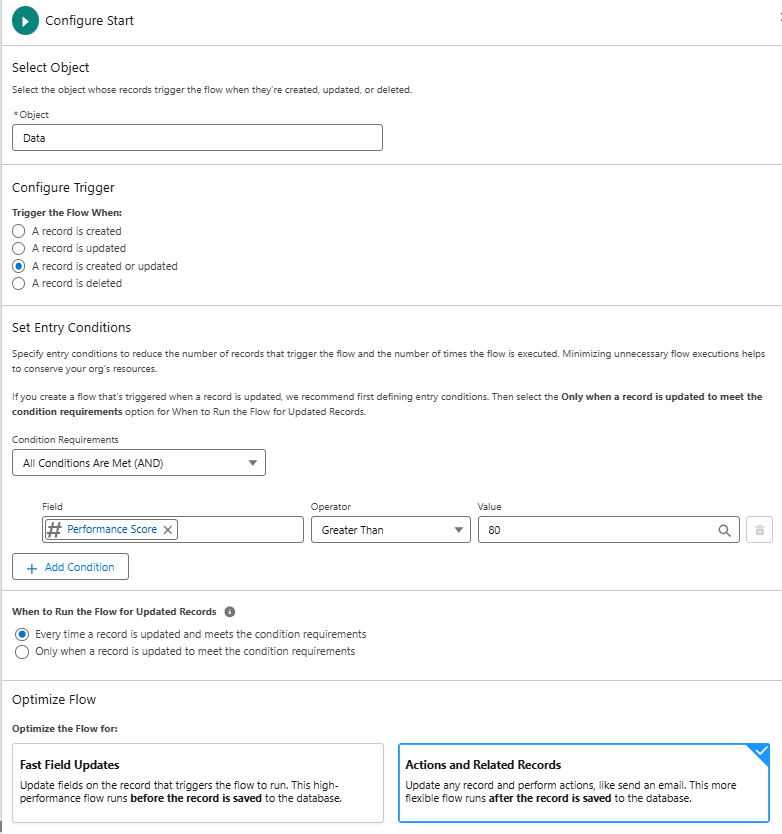 Configure Start
Select Object
Select the object whose records trigger the flow when they're created, updated, or deleted.
*Object
Data
Configure Trigger
Trigger the Flow When:
A record is created
A record is updated
A record is created or updated
A record is deleted
Set Entry Conditions
Specify entry conditions to reduce the number of records that trigger the flow and the number of times the flow is executed. Minimizing unnecessary flow executions helps
to conserve your org's resources.
If you create a flow that's triggered when a record is updated, we recommend first defining entry conditions. Then select the Only when a record is updated to meet the
condition requirements option for When to Run the Flow for Updated Records.
Condition Requirements
All Conditions Are Met (AND)
Field Operator Value
Performance Score Greater Than 80
+ Add Condition
When to Run the Flow for Updated Records
Every time a record is updated and meets the condition requirements
Only when a record is updated to meet the condition requirements
Optimize Flow
Optimize the Flow for:
Fast Field Updates
Update fields on the record that triggers the flow to run. This high-
performance flow runs before the record is saved to the database.
Actions and Related Records
Update any record and perform actions, like send an email. This more
flexible flow runs after the record is saved to the database.